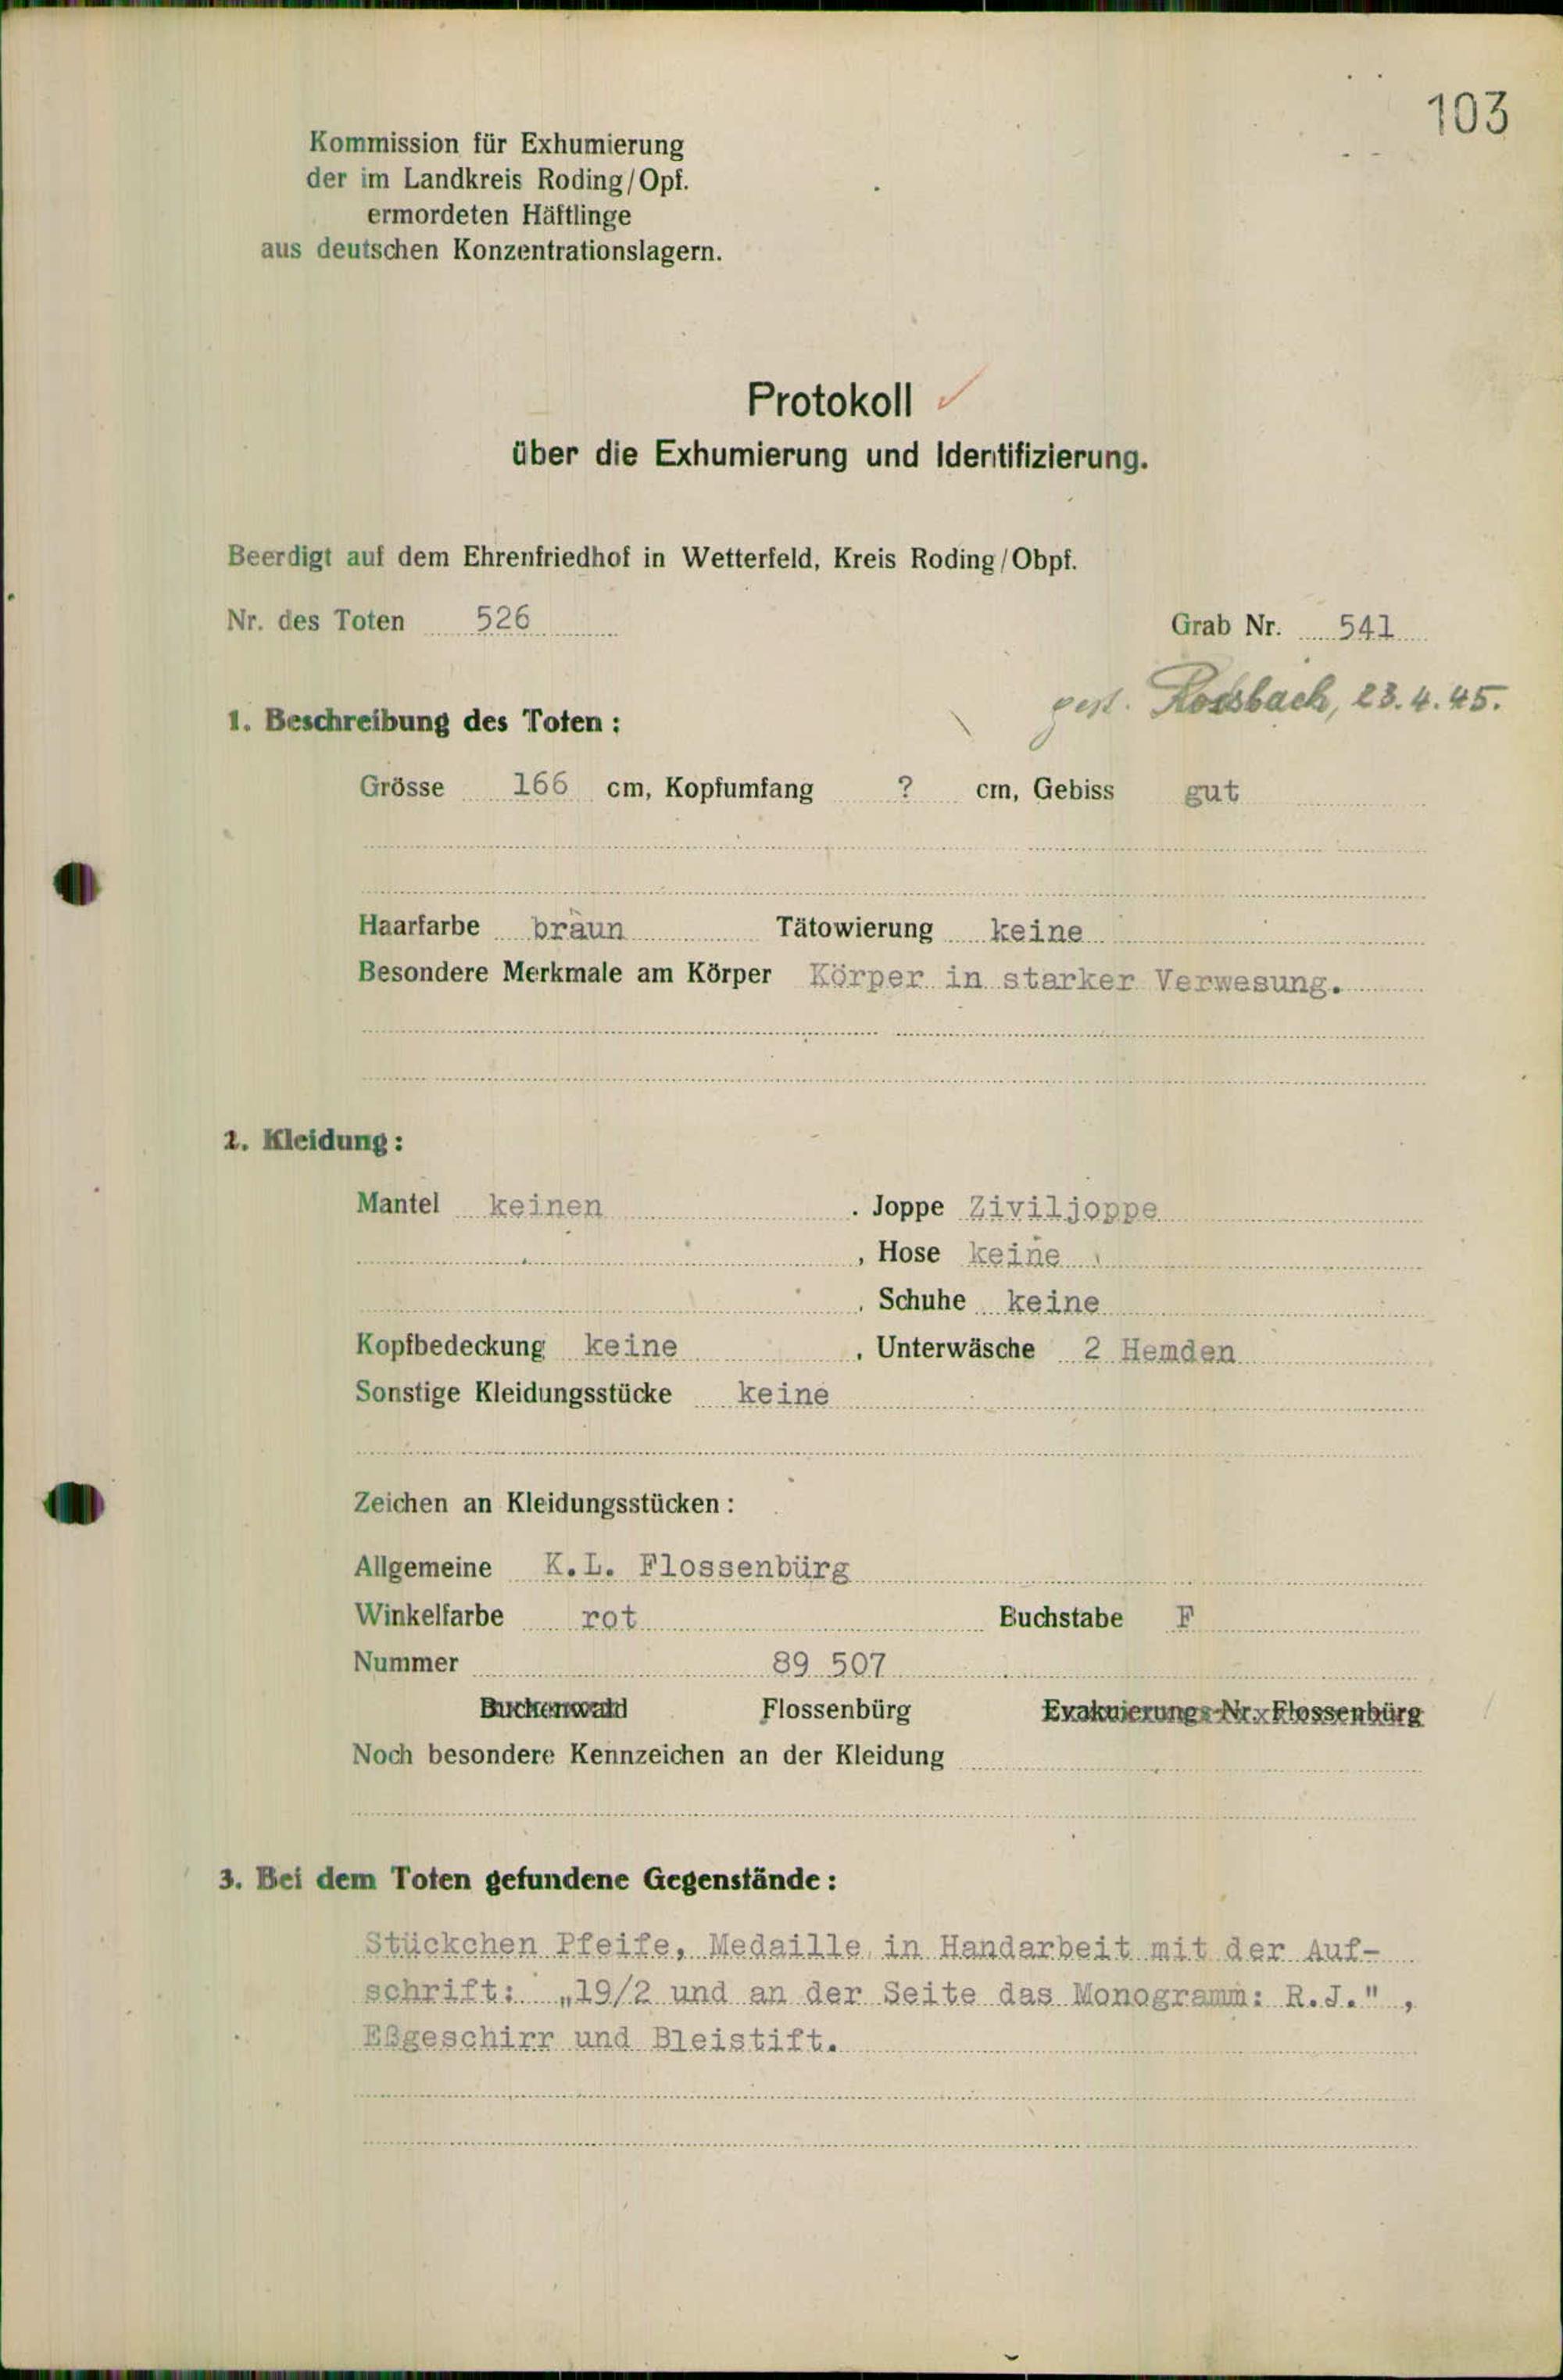 103
Kommission für Exhumierung
der im Landkreis Roding/Opf.
ermordeten Häftlinge
aus deutschen Konzentrationslagern.
Protokoll ✓
über die Exhumierung und Identifizierung.
Beerdigt auf dem Ehrenfriedhof in Wetterfeld, Kreis Roding/Obpf.
Nr. des Toten 526 Grab Nr. 541
gest. Rossbach, 23.4.45.
1. Beschreibung des Toten:
Grösse 166 cm, Kopfumfang ? cm, Gebiss gut
Haarfarbe braun Tätowierung keine
Besondere Merkmale am Körper Körper in starker Verwesung.
2. Kleidung:
Mantel keinen . Joppe Ziviljoppe
, Hose keine
, Schuhe keine
Kopfbedeckung keine , Unterwäsche 2 Hemden
Sonstige Kleidungsstücke keine
Zeichen an Kleidungsstücken:
Allgemeine K.L. Flossenbürg
Winkelfarbe rot Buchstabe F
Nummer 89 507
Buchenwald Flossenbürg Evakuierungs-Nr. Flossenbürg
Noch besondere Kennzeichen an der Kleidung
3. Bei dem Toten gefundene Gegenstände:
Stückchen Pfeife, Medaille in Handarbeit mit der Auf-
schrift: „19/2 und an der Seite das Monogramm: R.J." ,
Eßgeschirr und Bleistift.